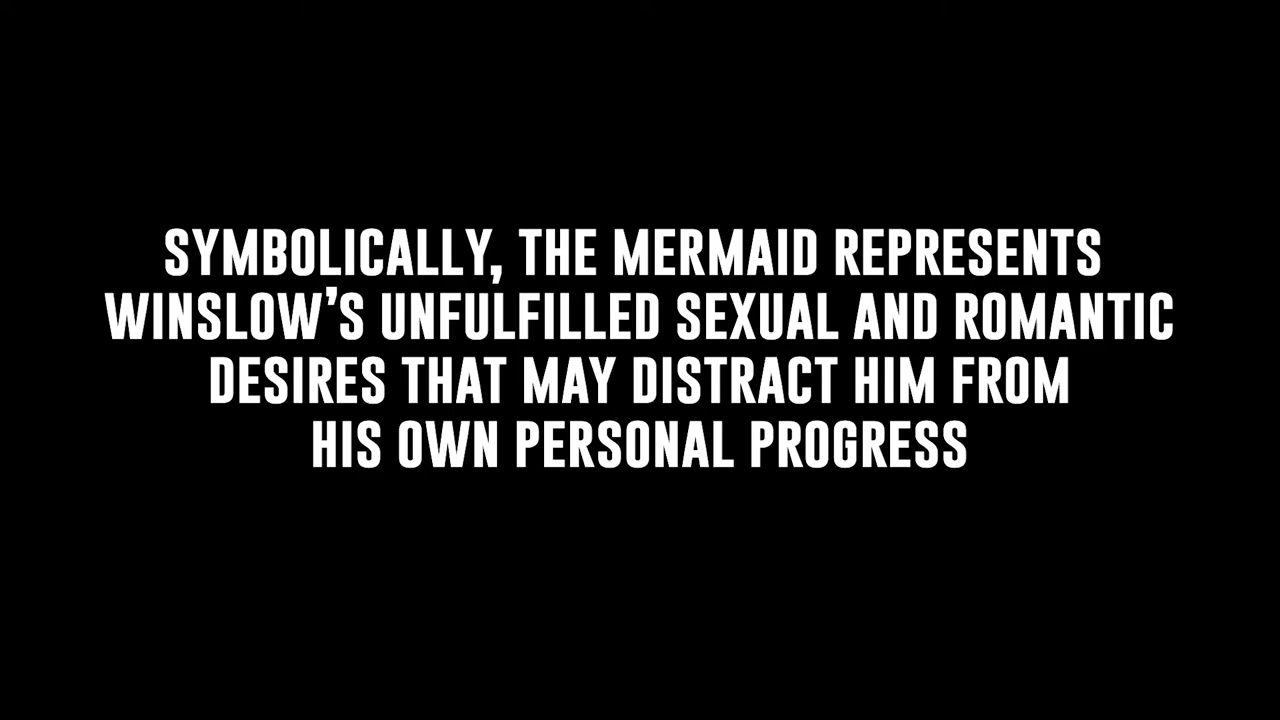 SYMBOLICALLY, THE MERMAID REPRESENTS
WINSLOW'S UNFULFILLED SEXUAL AND ROMANTIC
DESIRES THAT MAY DISTRACT HIM FROM
HIS OWN PERSONAL PROGRESS